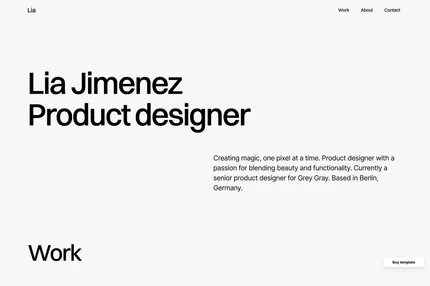 Lia
Work About Contact
Lia Jimenez
Product designer
Creating magic, one pixel at a time. Product designer with a
passion for blending beauty and functionality. Currently a
senior product designer for Grey Gray. Based in Berlin,
Germany.
Work
Buy template